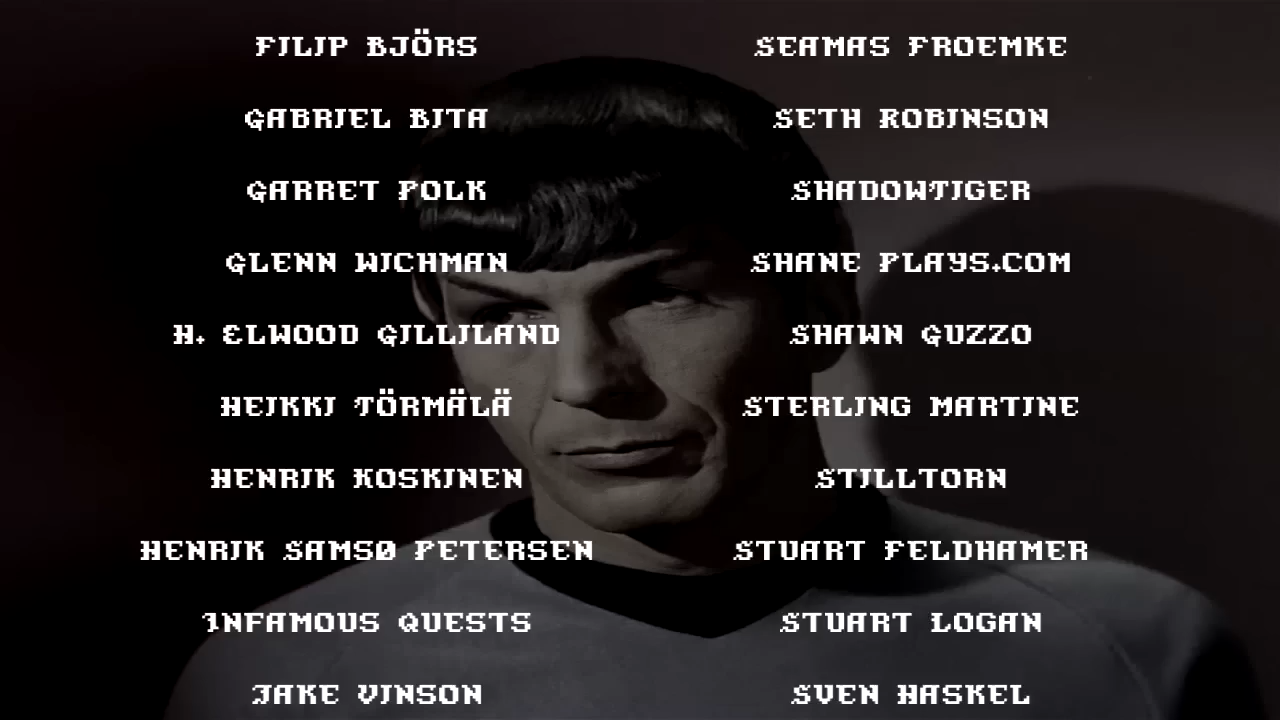 FILIP BJÖRS
GABRIEL BITA
GARRET POLK
GLENN WICHMAN
H. ELWOOD GILLILAND
HEIKKI TÖRMÄLÄ
HENRIK KOSKINEN
HENRIK SAMSØ PETERSEN
INFAMOUS QUESTS
JAKE VINSON
SEAMAS FROEMKE
SETH ROBINSON
SHADOWTIGER
SHANE PLAYS.COM
SHAWN GUZZO
STERLING MARTINE
STILLTORN
STUART FELDHAMER
STUART LOGAN
SVEN HASKEL